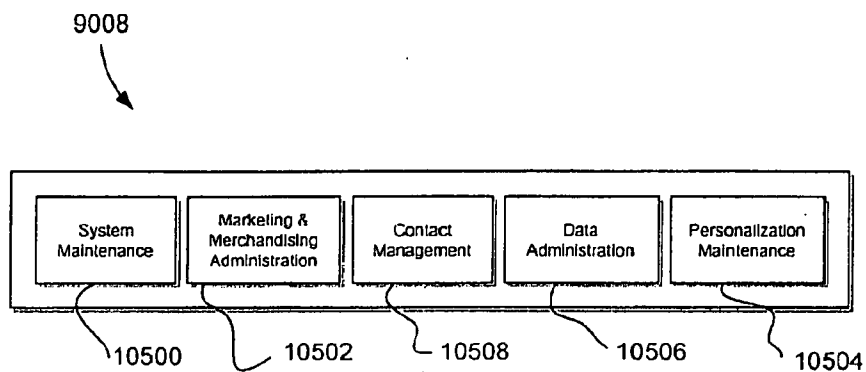 9008
System
Maintenance
Marketing &
Merchandising
Administration
Contact
Management
Data
Administration
Personalization
Maintenance
10500
10502
10508
10506
10504